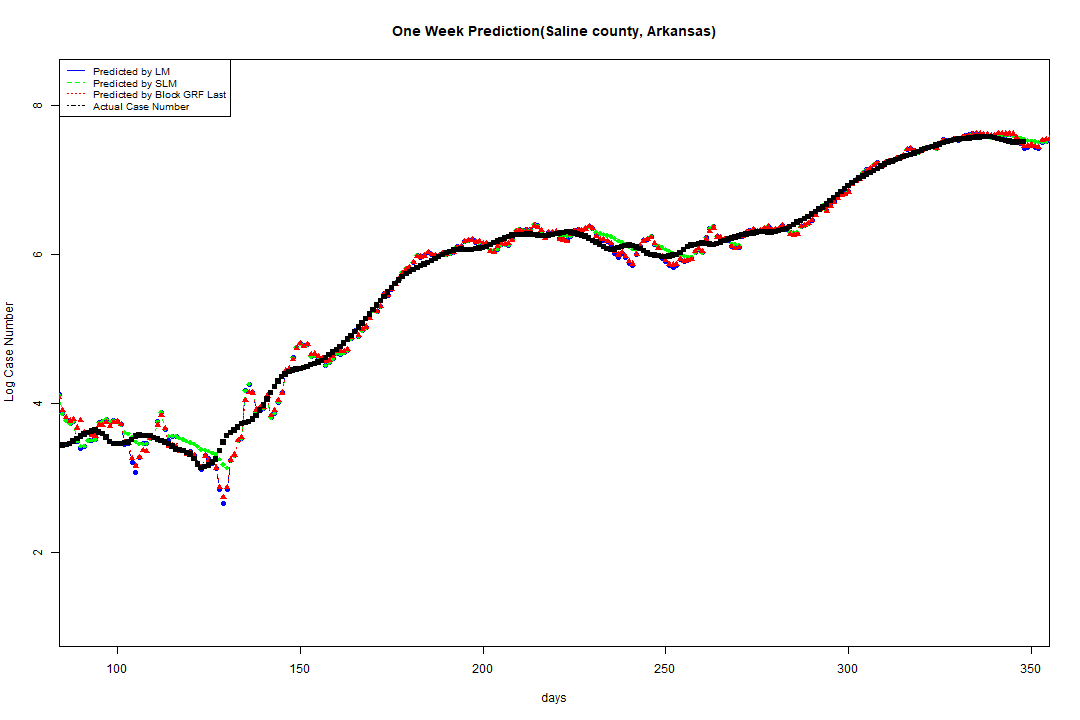 One Week Prediction(Saline county, Arkansas)
Predicted by LM
Predicted by SLM
Predicted by Block GRF Last
Actual Case Number
8
6
4
2
Log Case Number
100 150 200 250 300 350
days